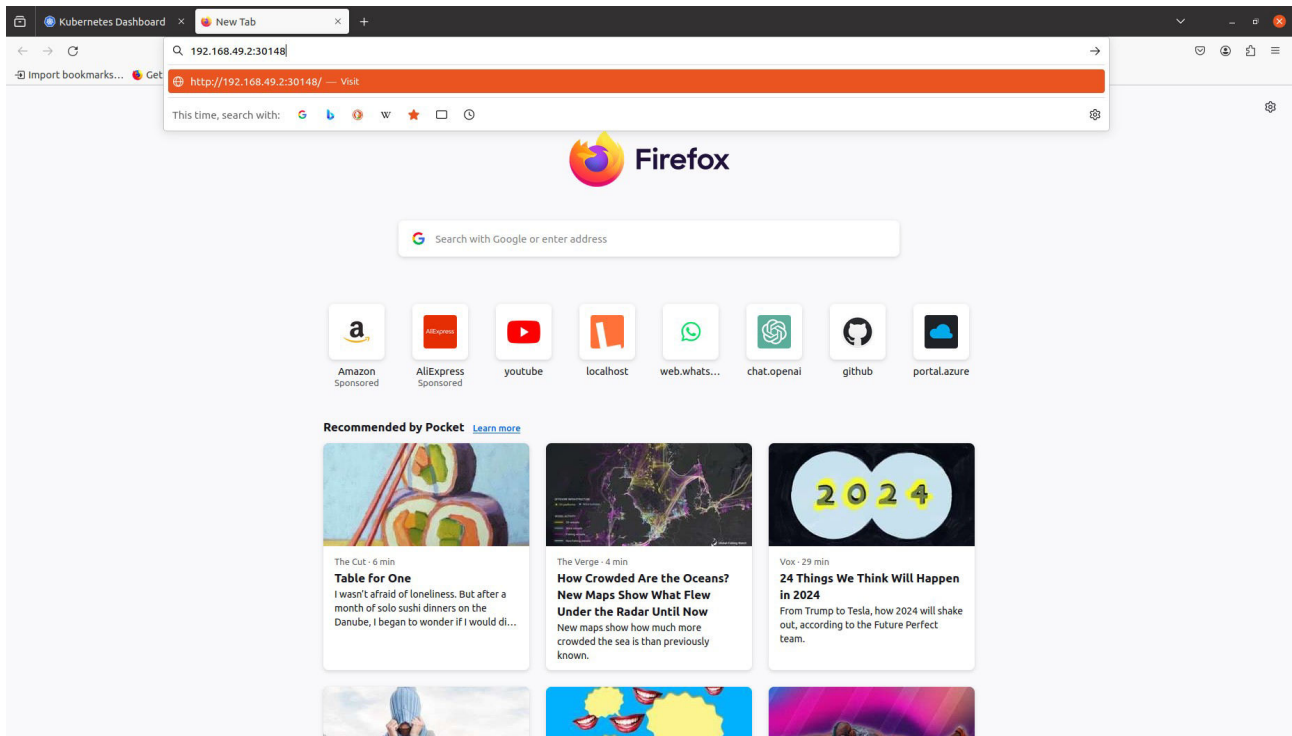 Kubernetes Dashboard
New Tab
192.168.49.2:30148
Import bookmarks... Get
http://192.168.49.2:30148/ — Visit
This time, search with:
Firefox
Search with Google or enter address
AliExpress
Amazon
Sponsored
AliExpress
Sponsored
youtube
localhost
web.whats...
chat.openai
github
portal.azure
Recommended by Pocket Learn more
2024
The Cut · 6 min
Table for One
I wasn't afraid of loneliness. But after a
month of solo sushi dinners on the
Danube, I began to wonder if I would di...
The Verge · 4 min
How Crowded Are the Oceans?
New Maps Show What Flew
Under the Radar Until Now
New maps show how much more
crowded the sea is than previously
known.
Vox · 29 min
24 Things We Think Will Happen
in 2024
From Trump to Tesla, how 2024 will shake
out, according to the Future Perfect
team.